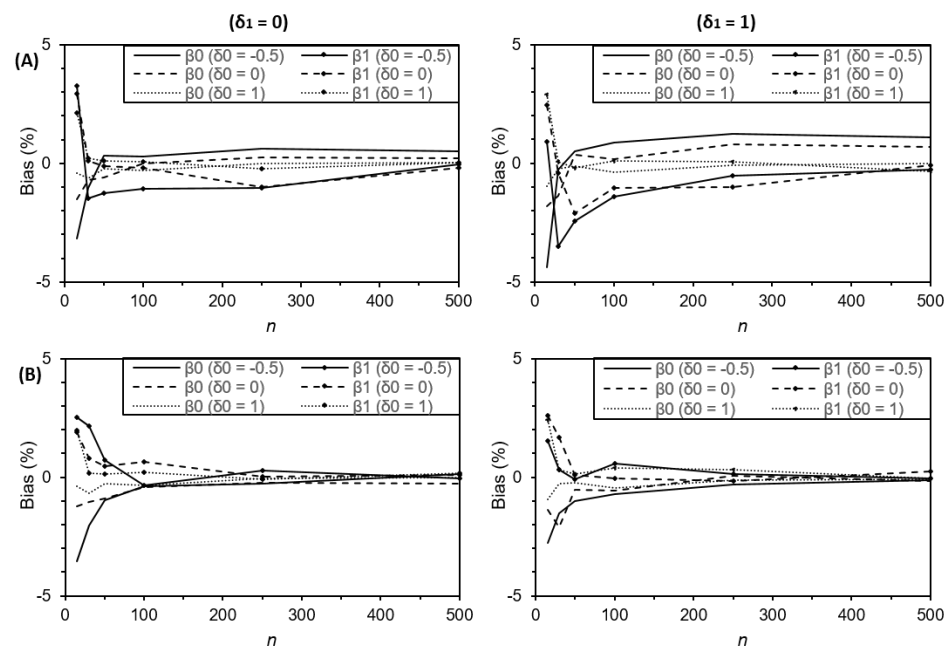 (δ1 = 0) (δ1 = 1)
(A)
5 β0 (δ0 = -0.5) β1 (δ0 = -0.5) 5 β0 (δ0 = -0.5) β1 (δ0 = -0.5)
β0 (δ0 = 0) β1 (δ0 = 0) β0 (δ0 = 0) β1 (δ0 = 0)
β0 (δ0 = 1) β1 (δ0 = 1) β0 (δ0 = 1) β1 (δ0 = 1)
Bias (%) 0 Bias (%) 0
-5 -5
0 100 200 300 400 500 0 100 200 300 400 500
n n
(B)
5 β0 (δ0 = -0.5) β1 (δ0 = -0.5) 5 β0 (δ0 = -0.5) β1 (δ0 = -0.5)
β0 (δ0 = 0) β1 (δ0 = 0) β0 (δ0 = 0) β1 (δ0 = 0)
β0 (δ0 = 1) β1 (δ0 = 1) β0 (δ0 = 1) β1 (δ0 = 1)
Bias (%) 0 Bias (%) 0
-5 -5
0 100 200 300 400 500 0 100 200 300 400 500
n n